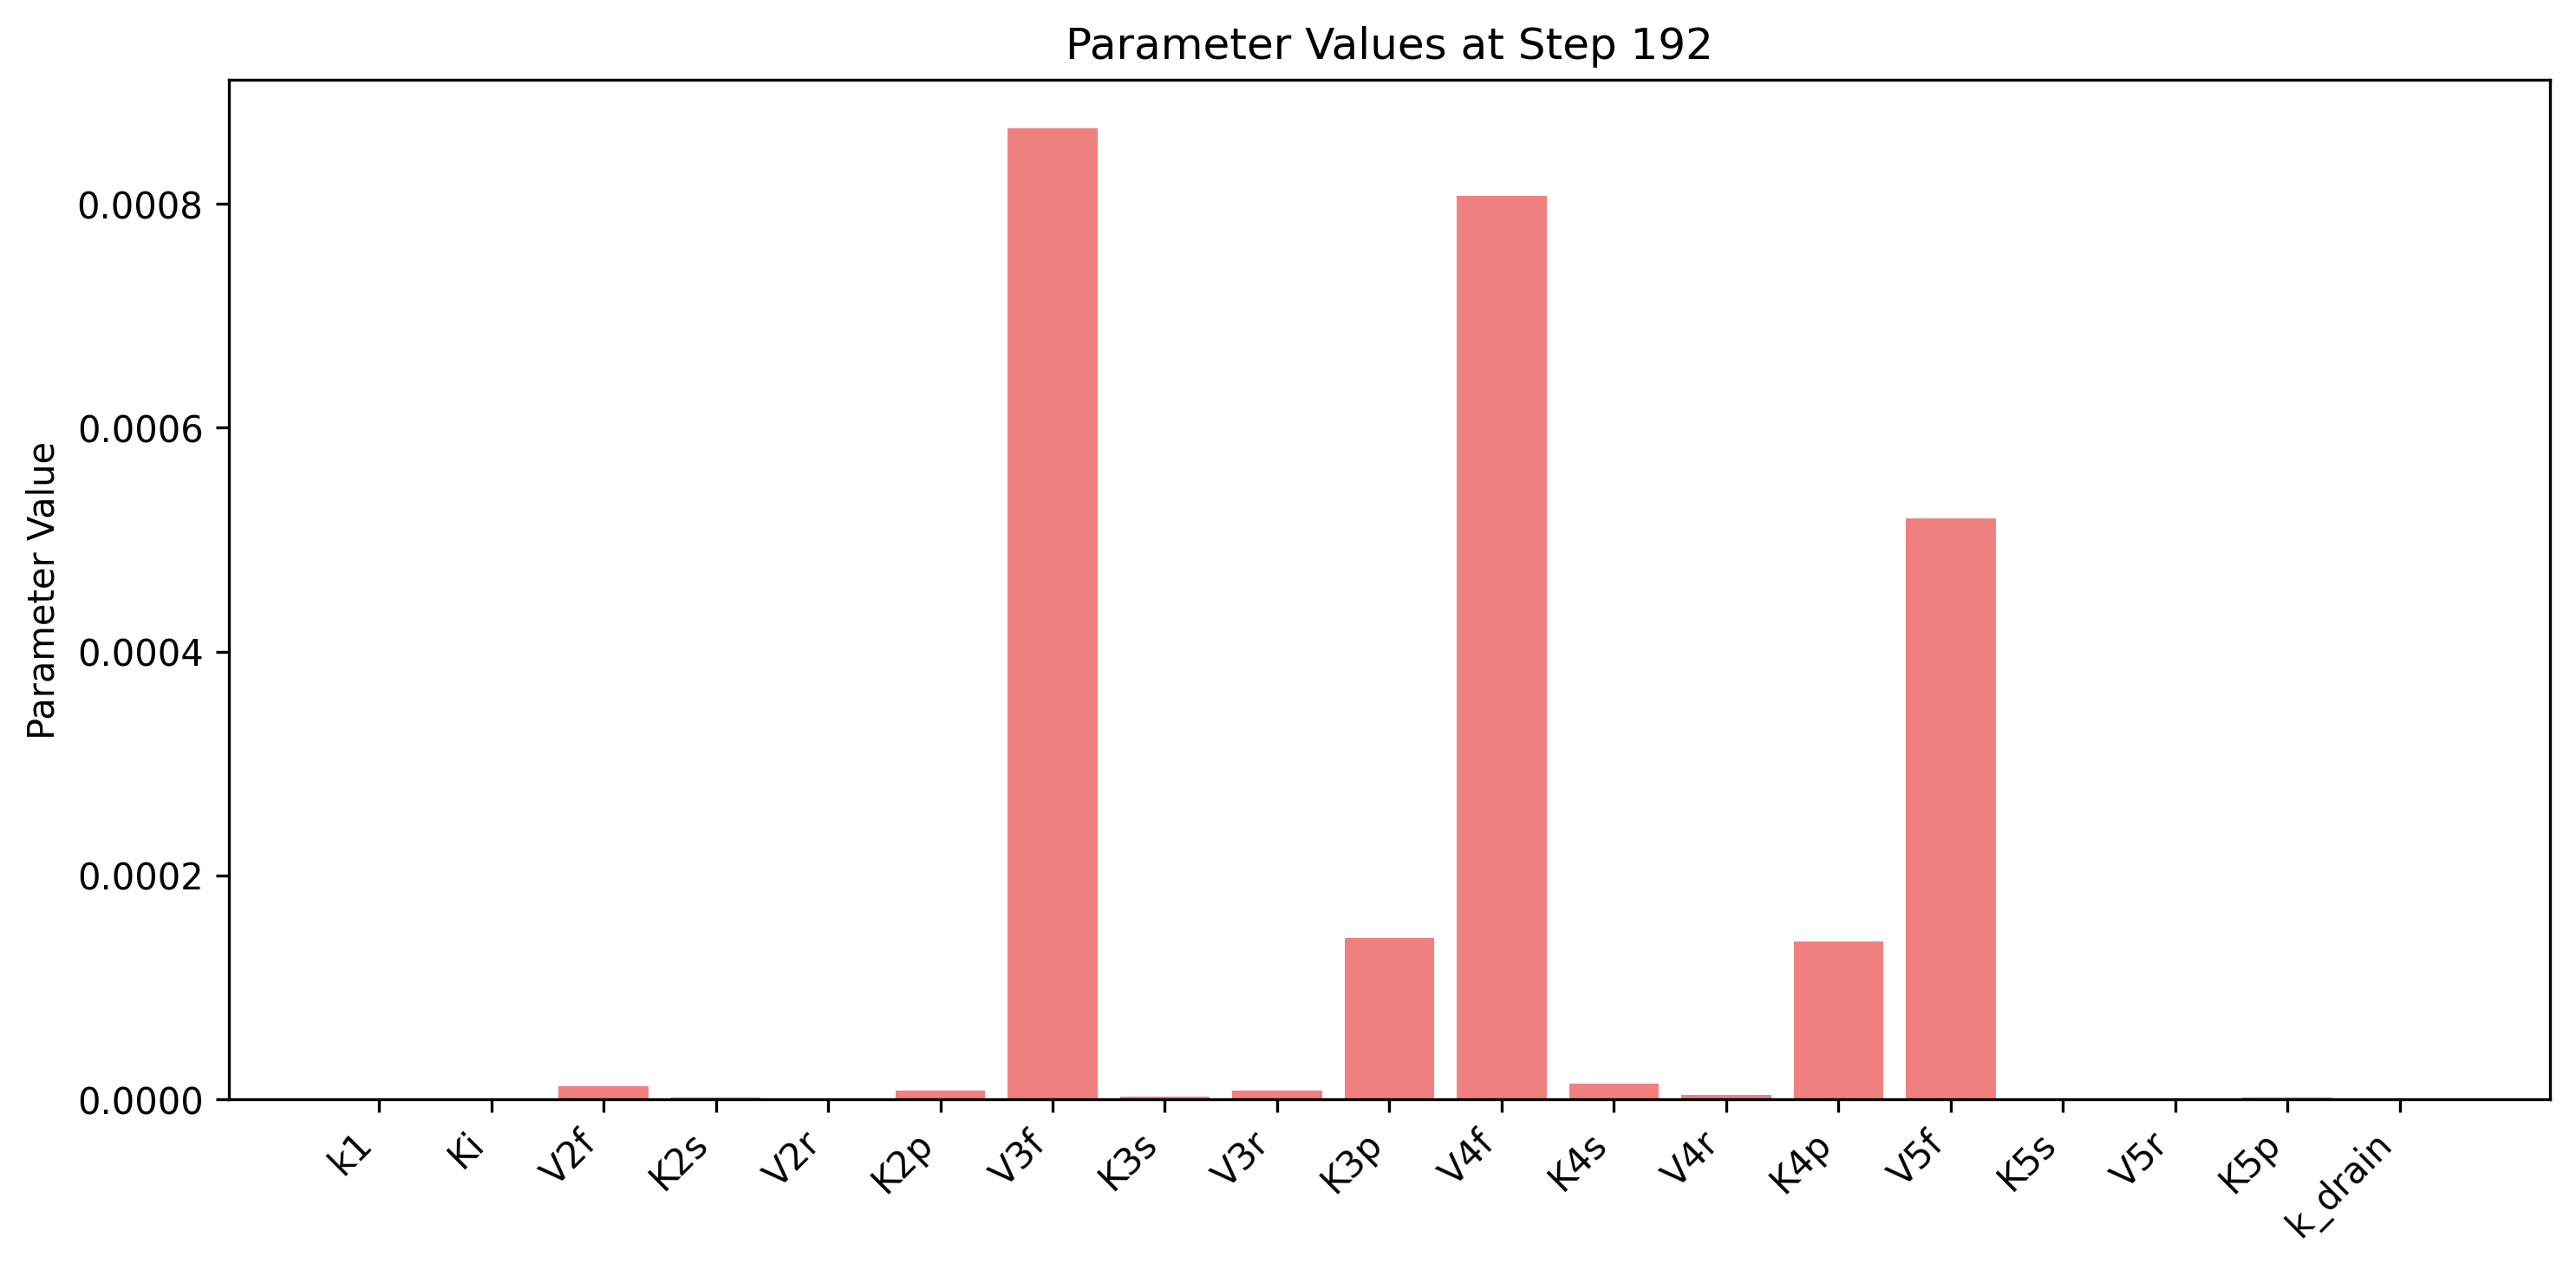 Parameter Values at Step 192
Parameter Value
0.0008
0.0006
0.0004
0.0002
0.0000
k1
Ki
V2f
K2s
V2r
K2p
V3f
K3s
V3r
K3p
V4f
K4s
V4r
K4p
V5f
K5s
V5r
K5p
k_drain